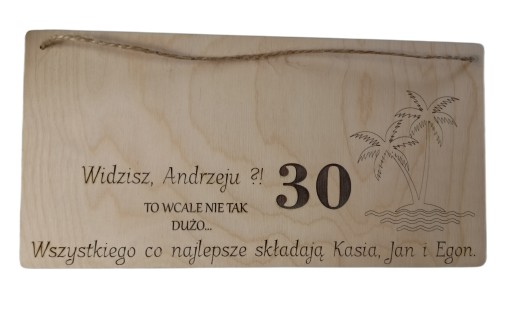 Widzisz, Andrzeju ?! 30
TO WCALE NIE TAK
DUŻO...
Wszystkiego co najlepsze składają Kasia, Jan i Egon.